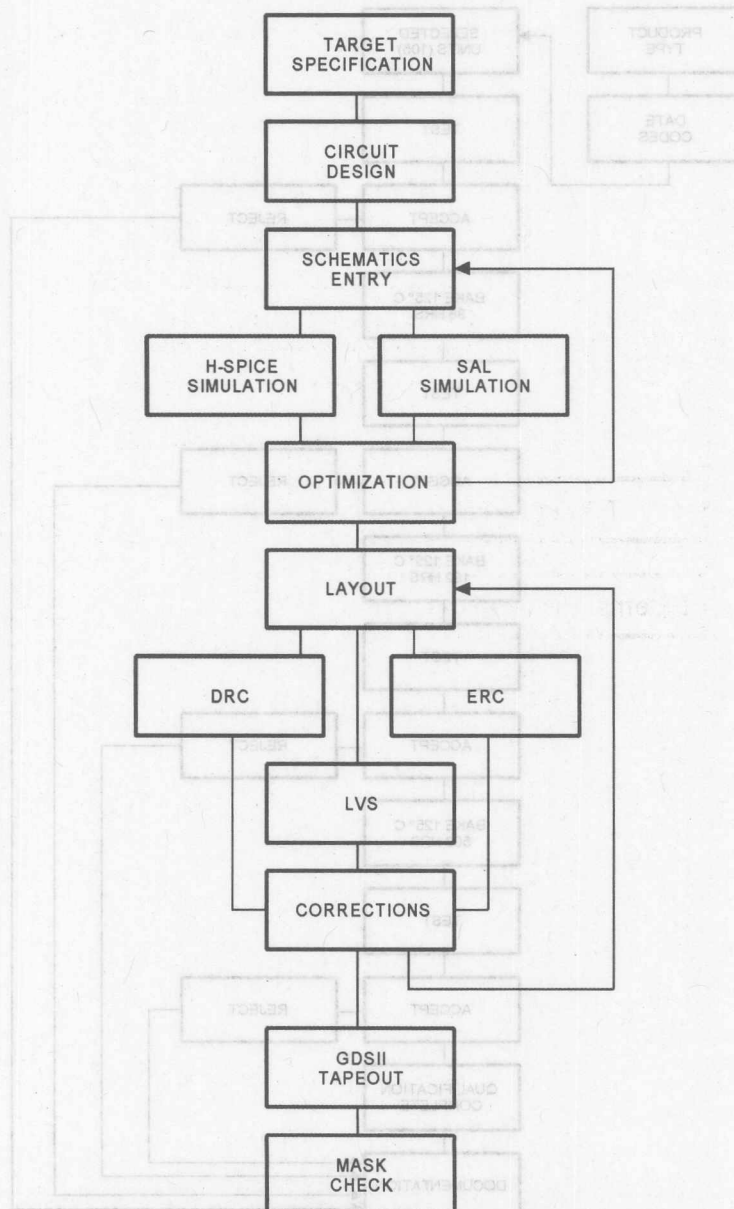 TARGET
SPECIFICATION
CIRCUIT
DESIGN
SCHEMATICS
ENTRY
H-SPICE
SIMULATION
SAL
SIMULATION
OPTIMIZATION
LAYOUT
DRC
ERC
LVS
CORRECTIONS
GDSII
TAPEOUT
MASK
CHECK